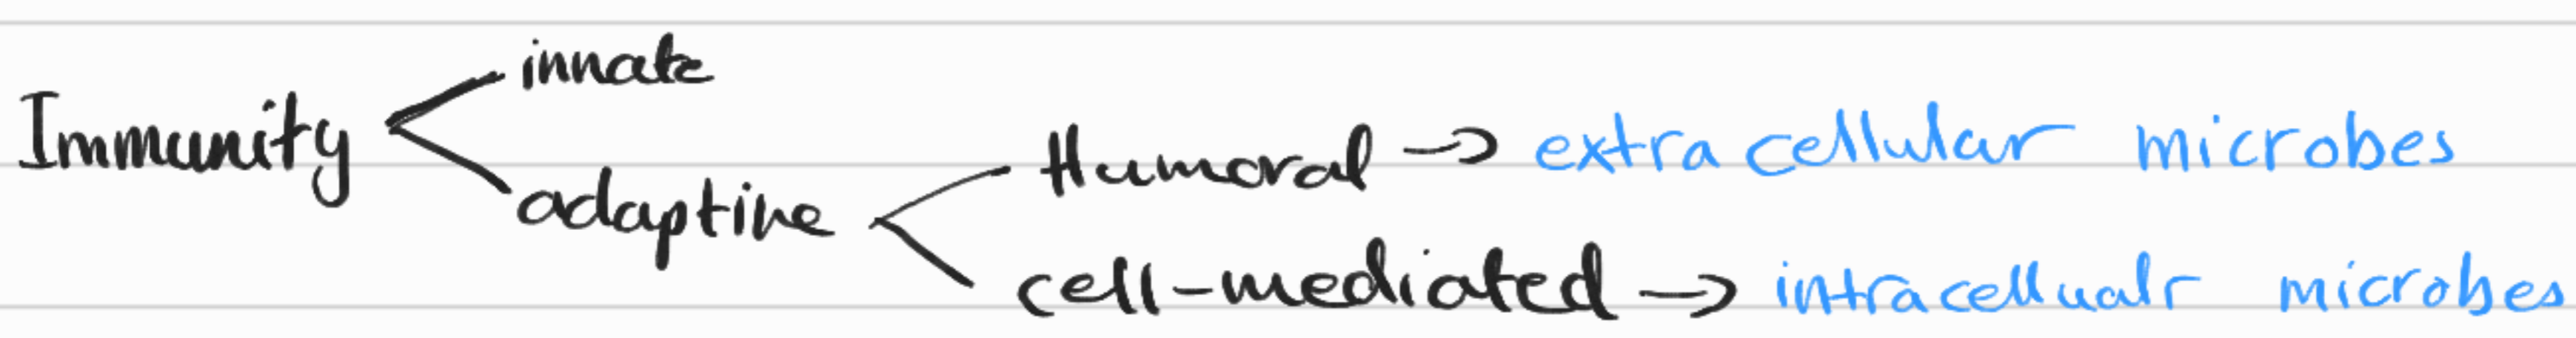 innate
Immunity
adaptive
Humoral → extracellular microbes
cell-mediated → intracellualr microbes